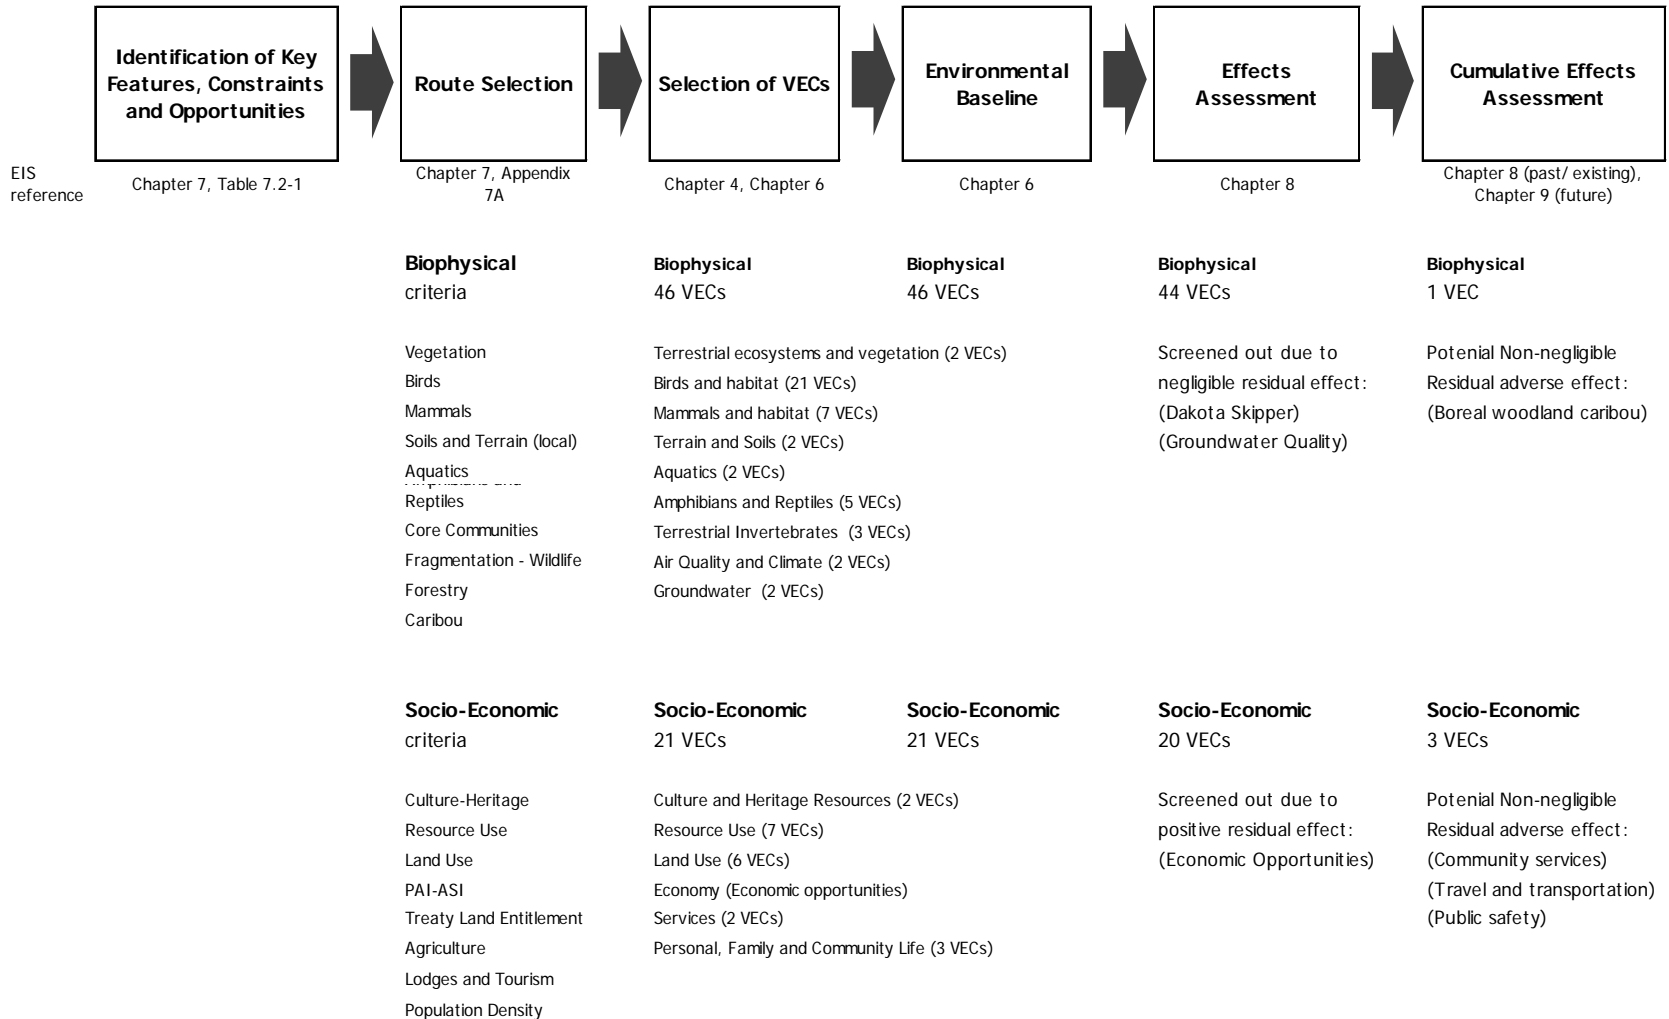 Identification of Key
Features, Constraints
and Opportunities
Route Selection
Selection of VECs
Environmental
Baseline
Effects
Assessment
Cumulative Effects
Assessment
EIS
reference
Chapter 7, Table 7.2-1
Chapter 7, Appendix
7A
Chapter 4, Chapter 6
Chapter 6
Chapter 8
Chapter 8 (past/ existing),
Chapter 9 (future)
Biophysical
criteria
Vegetation
Birds
Mammals
Soils and Terrain (local)
Aquatics
Reptiles
Core Communities
Fragmentation - Wildlife
Forestry
Caribou
Biophysical
46 VECs
Terrestrial ecosystems and vegetation (2 VECs)
Birds and habitat (21 VECs)
Mammals and habitat (7 VECs)
Terrain and Soils (2 VECs)
Aquatics (2 VECs)
Amphibians and Reptiles (5 VECs)
Terrestrial Invertebrates (3 VECs)
Air Quality and Climate (2 VECs)
Groundwater (2 VECs)
Biophysical
46 VECs
Biophysical
44 VECs
Screened out due to
negligible residual effect:
(Dakota Skipper)
(Groundwater Quality)
Biophysical
1 VEC
Potenial Non-negligible
Residual adverse effect:
(Boreal woodland caribou)
Socio-Economic
criteria
Culture-Heritage
Resource Use
Land Use
PAI-ASI
Treaty Land Entitlement
Agriculture
Lodges and Tourism
Population Density
Socio-Economic
21 VECs
Culture and Heritage Resources (2 VECs)
Resource Use (7 VECs)
Land Use (6 VECs)
Economy (Economic opportunities)
Services (2 VECs)
Personal, Family and Community Life (3 VECs)
Socio-Economic
21 VECs
Socio-Economic
20 VECs
Screened out due to
positive residual effect:
(Economic Opportunities)
Socio-Economic
3 VECs
Potenial Non-negligible
Residual adverse effect:
(Community services)
(Travel and transportation)
(Public safety)